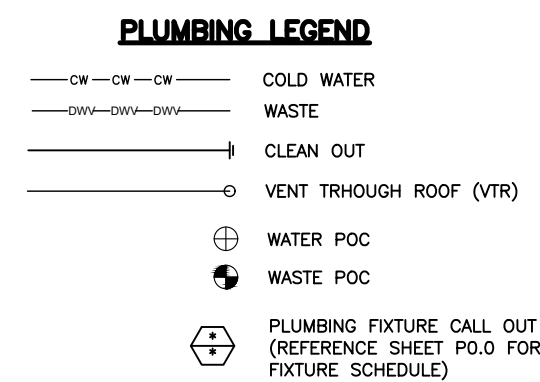 PLUMBING LEGEND
CW CW CW COLD WATER
DWV DWV DWV WASTE
CLEAN OUT
VENT TRHOUGH ROOF (VTR)
WATER POC
WASTE POC
* PLUMBING FIXTURE CALL OUT
* (REFERENCE SHEET P0.0 FOR
FIXTURE SCHEDULE)